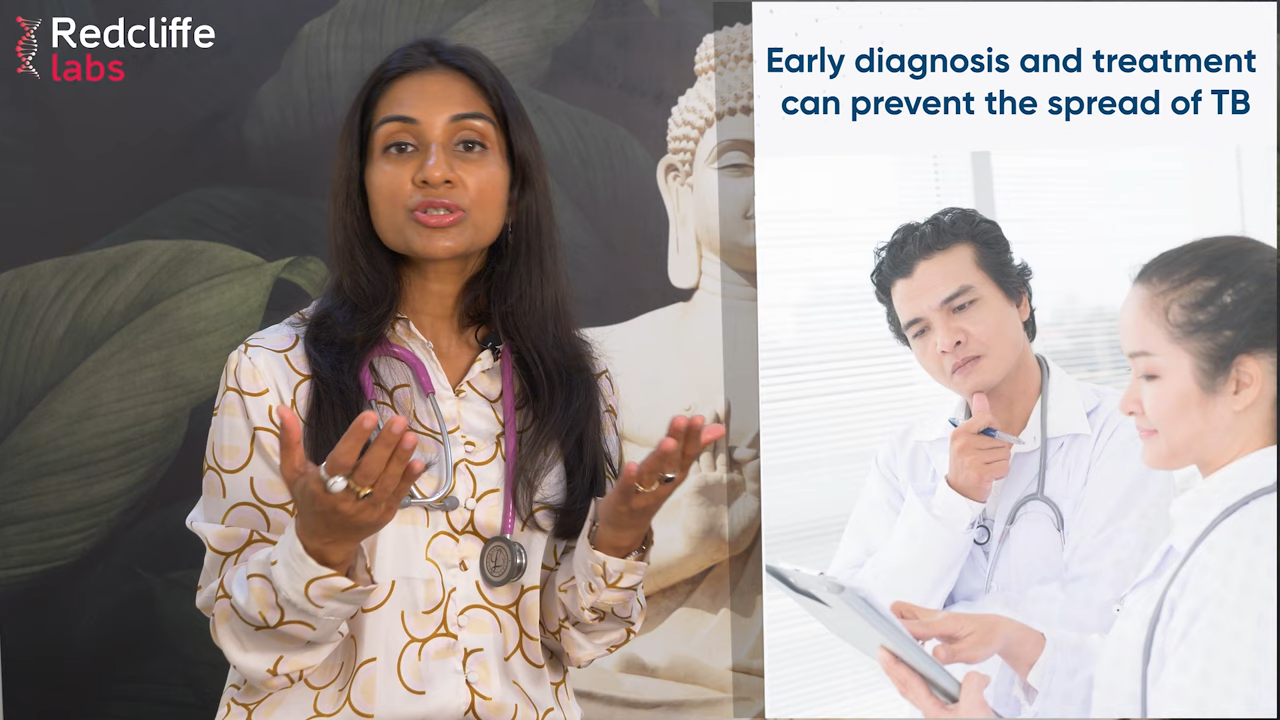 Redcliffe
labs
Early diagnosis and treatment
can prevent the spread of TB